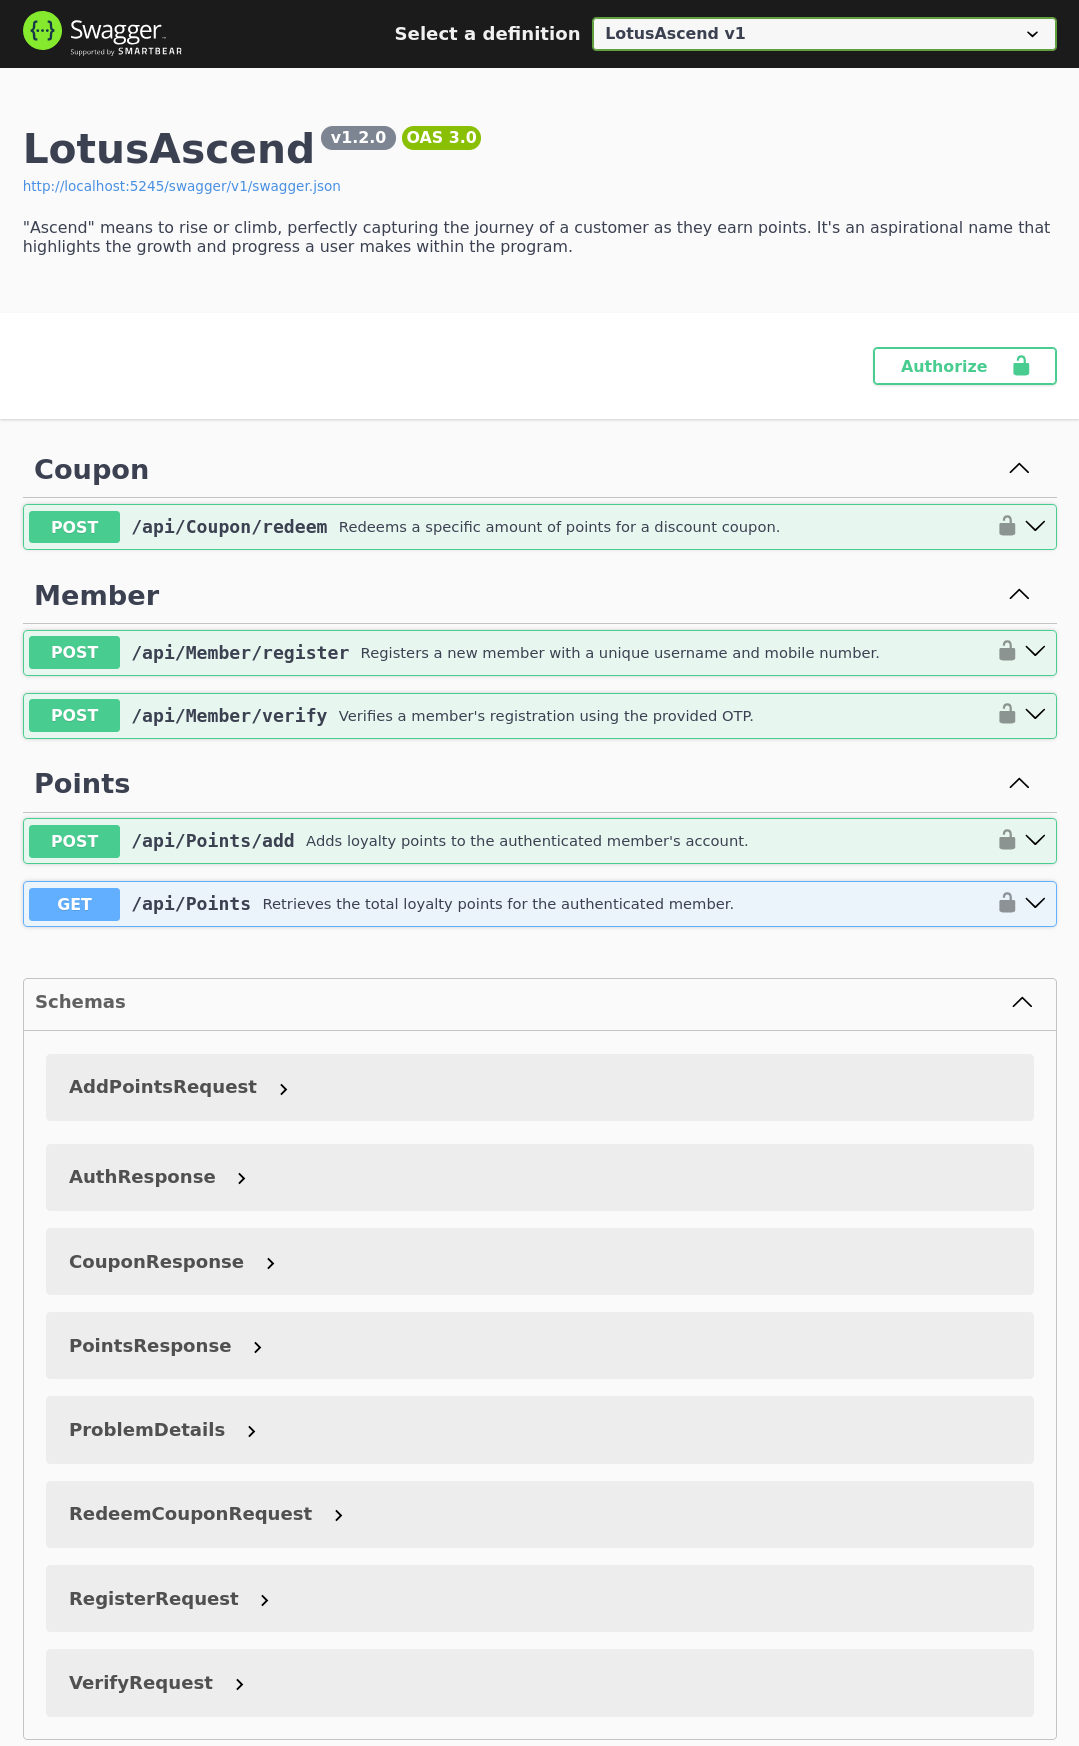 Swagger
Supported by SMARTBEAR
Select a definition
LotusAscend v1
LotusAscend v1.2.0 OAS 3.0
http://localhost:5245/swagger/v1/swagger.json
"Ascend" means to rise or climb, perfectly capturing the journey of a customer as they earn points. It's an aspirational name that
highlights the growth and progress a user makes within the program.
Authorize
Coupon
POST /api/Coupon/redeem Redeems a specific amount of points for a discount coupon.
Member
POST /api/Member/register Registers a new member with a unique username and mobile number.
POST /api/Member/verify Verifies a member's registration using the provided OTP.
Points
POST /api/Points/add Adds loyalty points to the authenticated member's account.
GET /api/Points Retrieves the total loyalty points for the authenticated member.
Schemas
AddPointsRequest
AuthResponse
CouponResponse
PointsResponse
ProblemDetails
RedeemCouponRequest
RegisterRequest
VerifyRequest